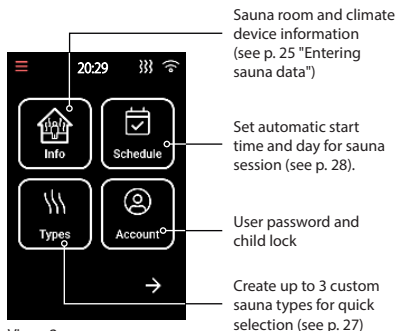 Sauna room and climate
device information
(see p. 25 "Entering
sauna data")
20:29
Info
Schedule
Set automatic start
time and day for sauna
session (see p. 28).
Types
Account
User password and
child lock
Create up to 3 custom
sauna types for quick
selection (see p. 27)